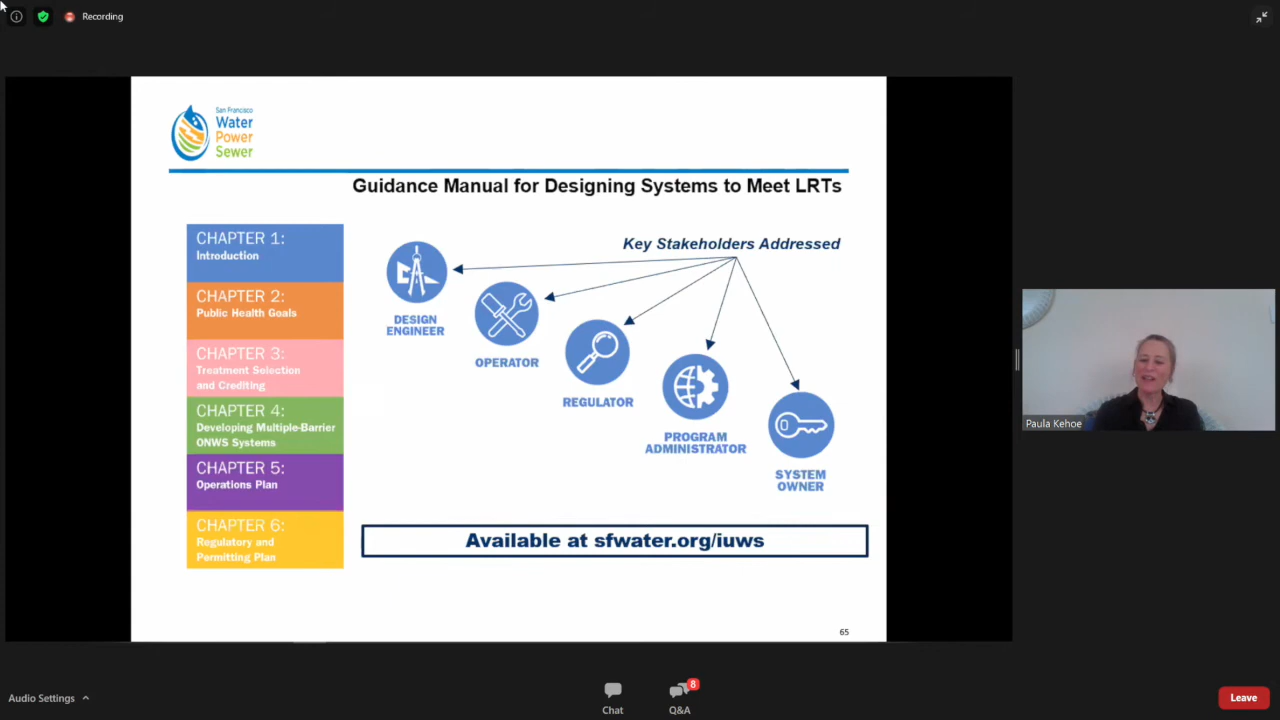 Recording
San Francisco
Water
Power
Sewer
Guidance Manual for Designing Systems to Meet LRTs
CHAPTER 1:
Introduction
CHAPTER 2:
Public Health Goals
CHAPTER 3:
Treatment Selection
and Crediting
CHAPTER 4:
Developing Multiple-Barrier
ONWS Systems
CHAPTER 5:
Operations Plan
CHAPTER 6:
Regulatory and
Permitting Plan
Key Stakeholders Addressed
DESIGN
ENGINEER
OPERATOR
REGULATOR
PROGRAM
ADMINISTRATOR
SYSTEM
OWNER
Available at sfwater.org/iuws
65
Paula Kehoe
Audio Settings
Chat
8
Q&A
Leave